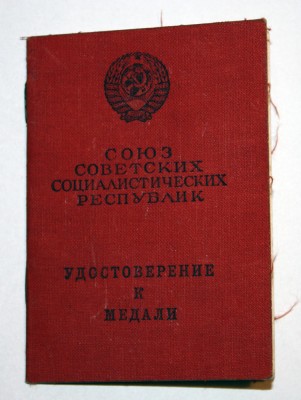 СОЮЗ
СОВЕТСКИХ
СОЦИАЛИСТИЧЕСКИХ
РЕСПУБЛИК
УДОСТОВЕРЕНИЕ
К
МЕДАЛИ